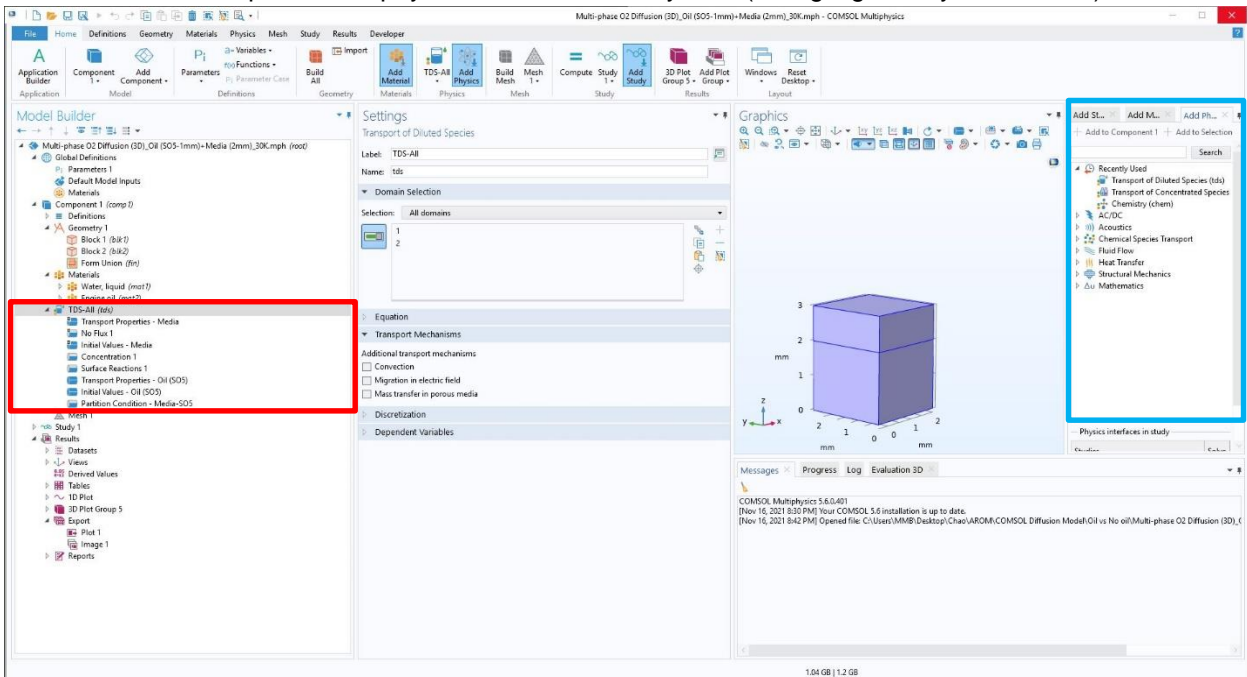 Multi-phase O2 Diffusion (3D)_Oil (SO5-1mm)+Media (2mm)_30K.mph - COMSOL Multiphysics
File Home Definitions Geometry Materials Physics Mesh Study Results Developer
Application Builder
Component 1
Add Component
Parameters
a= Variables
f(x) Functions
Pi Parameter Case
Build All
Import
Add Material
TDS-All
Add Physics
Build Mesh
Mesh 1
Compute
Study 1
Add Study
3D Plot Group 5
Add Plot Group
Windows
Reset Desktop
Application Model Definitions Geometry Materials Physics Mesh Study Results Layout
Model Builder
Multi-phase O2 Diffusion (3D)_Oil (SO5-1mm)+Media (2mm)_30K.mph (root)
Global Definitions
Pi Parameters 1
Default Model Inputs
Materials
Component 1 (comp1)
Definitions
Geometry 1
Block 1 (blk1)
Block 2 (blk2)
Form Union (fin)
Materials
Water, liquid (mat1)
Engine oil (mat2)
TDS-All (tds)
Transport Properties - Media
No Flux 1
Initial Values - Media
Concentration 1
Surface Reactions 1
Transport Properties - Oil (SO5)
Initial Values - Oil (SO5)
Partition Condition - Media-SO5
Mesh 1
Study 1
Results
Datasets
Views
Derived Values
Tables
1D Plot
3D Plot Group 5
Export
Plot 1
Image 1
Reports
Settings
Transport of Diluted Species
Label: TDS-All
Name: tds
Domain Selection
Selection: All domains
1
2
Equation
Transport Mechanisms
Additional transport mechanisms
Convection
Migration in electric field
Mass transfer in porous media
Discretization
Dependent Variables
Graphics
3
2
mm
1
0
z
y x
2
1
0
0
1
2
mm
mm
Messages Progress Log Evaluation 3D
COMSOL Multiphysics 5.6.0.401
[Nov 16, 2021 8:30 PM] Your COMSOL 5.6 installation is up to date.
[Nov 16, 2021 8:42 PM] Opened file: C:\Users\MMB\Desktop\Chao\AROM\COMSOL Diffusion Model\Oil vs No oil\Multi-phase O2 Diffusion (3D)_(
Add St... Add M... Add Ph...
+ Add to Component 1 + Add to Selection
Search
Recently Used
Transport of Diluted Species (tds)
Transport of Concentrated Species
Chemistry (chem)
AC/DC
Acoustics
Chemical Species Transport
Fluid Flow
Heat Transfer
Structural Mechanics
Δu Mathematics
Physics interfaces in study
1.04 GB | 1.2 GB